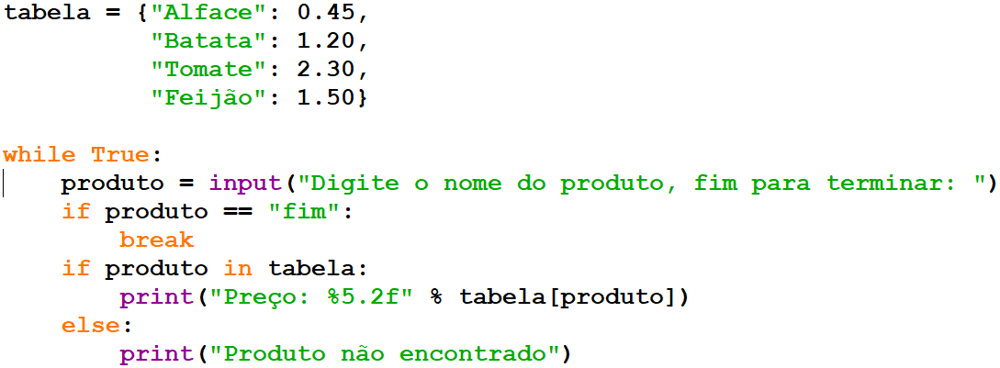 tabela = {"Alface": 0.45,
          "Batata": 1.20,
          "Tomate": 2.30,
          "Feijão": 1.50}

while True:
    produto = input("Digite o nome do produto, fim para terminar: ")
    if produto == "fim":
        break
    if produto in tabela:
        print("Preço: %5.2f" % tabela[produto])
    else:
        print("Produto não encontrado")